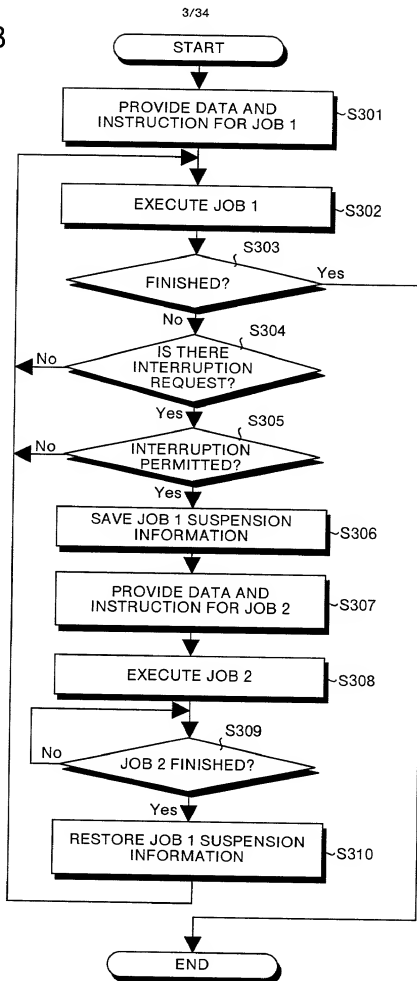 3/34
START
PROVIDE DATA AND
INSTRUCTION FOR JOB 1
S301
EXECUTE JOB 1
S302
S303
FINISHED?
Yes
No
S304
IS THERE
INTERRUPTION
REQUEST?
No
Yes
S305
INTERRUPTION
PERMITTED?
No
Yes
SAVE JOB 1 SUSPENSION
INFORMATION
S306
PROVIDE DATA AND
INSTRUCTION FOR JOB 2
S307
EXECUTE JOB 2
S308
S309
No
JOB 2 FINISHED?
Yes
RESTORE JOB 1 SUSPENSION
INFORMATION
S310
END